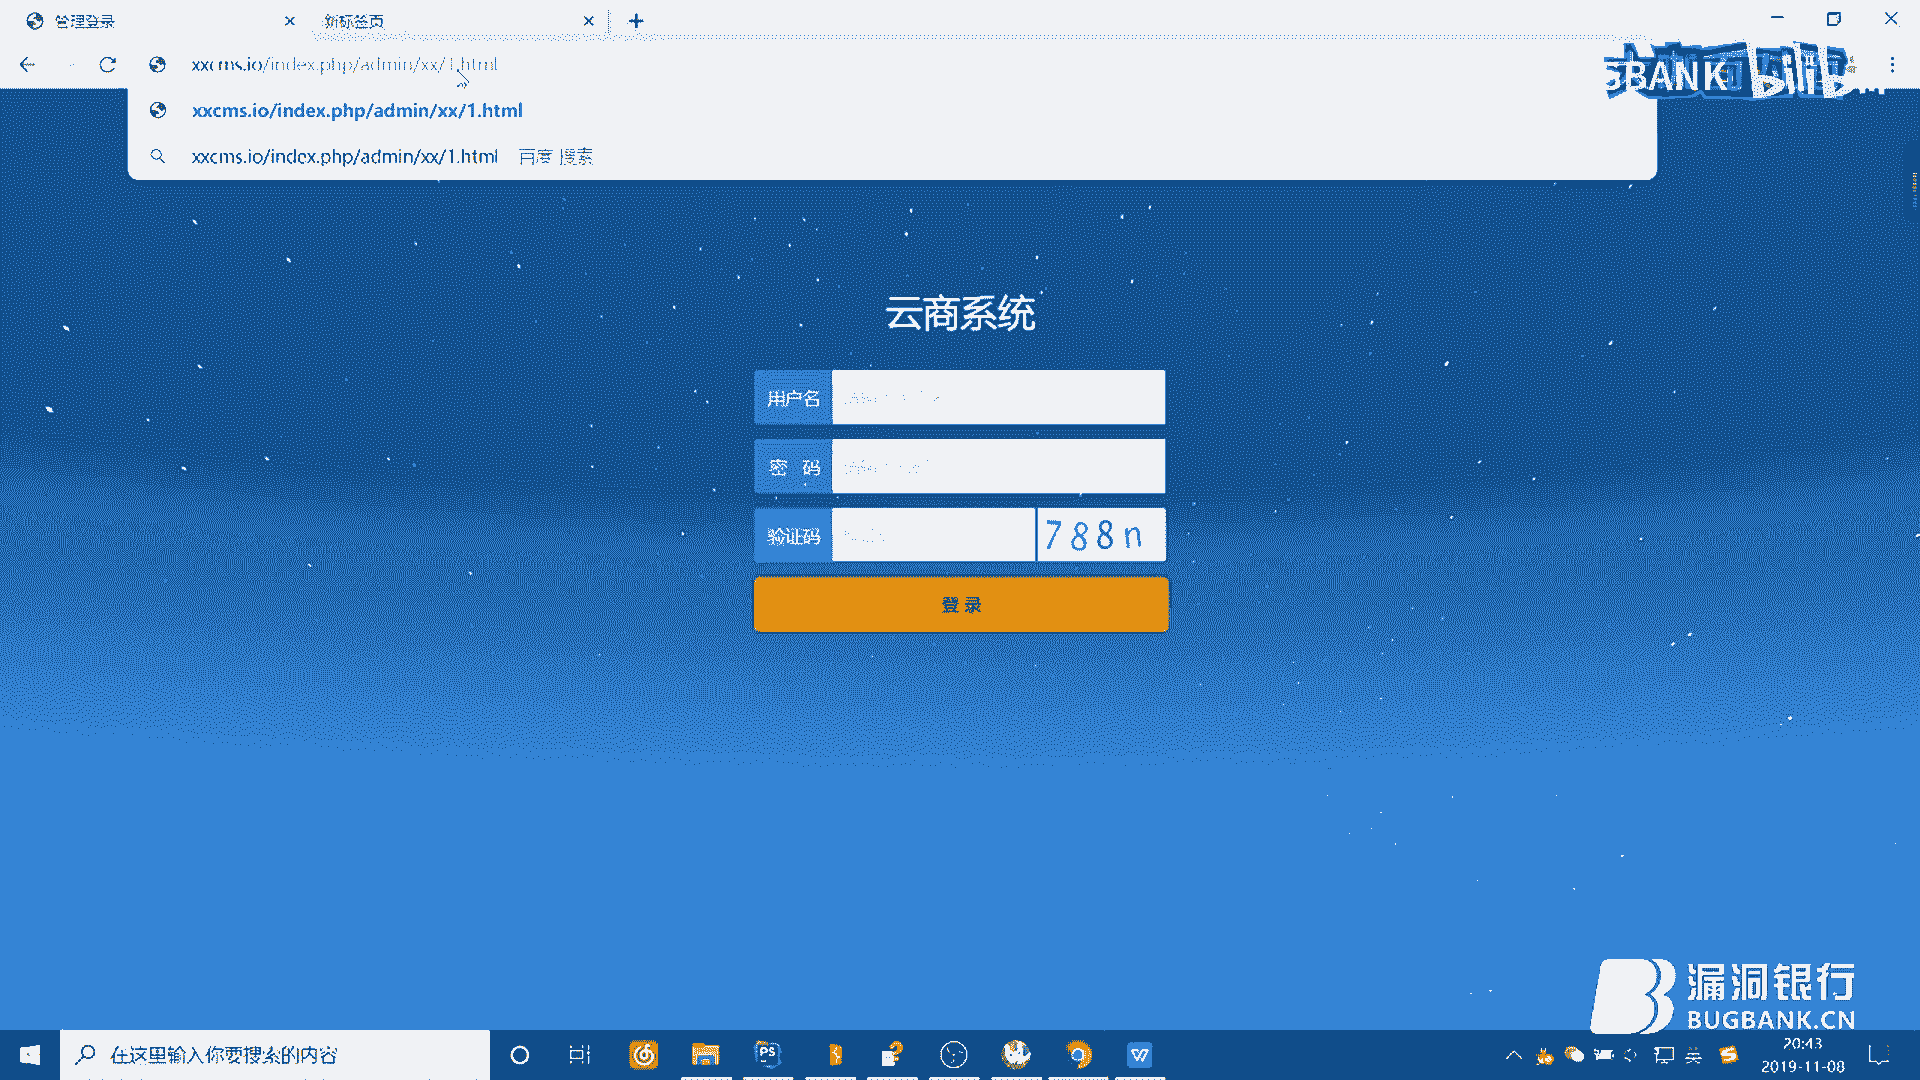 管理登录
新标签页
xxcms.io/index.php/admin/xx/1.html
BANK bilib
xxcms.io/index.php/admin/xx/1.html
xxcms.io/index.php/admin/xx/1.html 百度 搜索
云商系统
用户名
密 码
验证码
788n
登 录
漏洞银行
BUGBANK.CN
在这里输入你要搜索的内容
PS
英
20:43
2019-11-08